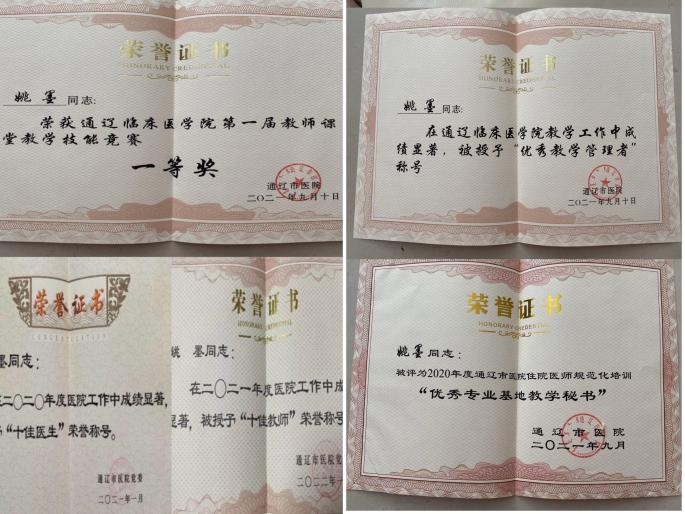 荣誉证书
HONORARY CREDENTIAL
姚墨 同志:
荣获通辽临床医学院第一届教师课
堂教学技能竞赛
一等奖
通辽市医院
二〇二一年九月十日
荣誉证书
HONORARY CREDENTIAL
姚墨 同志:
在通辽临床医学院教学工作中成
绩显著，被授予“优秀教学管理者”
称号
通辽市医院
二〇二一年九月十日
荣誉证书
墨同志：
二〇二〇年度医院工作中成绩显著，
“十佳医生”荣誉称号。
通辽市医院党委
二〇二一年一月
荣誉证书
HONORARY CREDENTIAL
墨同志：
在二〇二一年度医院工作中成
显著，被授予“十佳教师”荣誉称号
通辽市医院党
二〇二二年一月
荣誉证书
HONORARY CREDENTIAL
姚墨 同志：
被评为2020年度通辽市医院住院医师规范化培训
“优秀专业基地教学秘书”
通辽市医院
二〇二一年九月